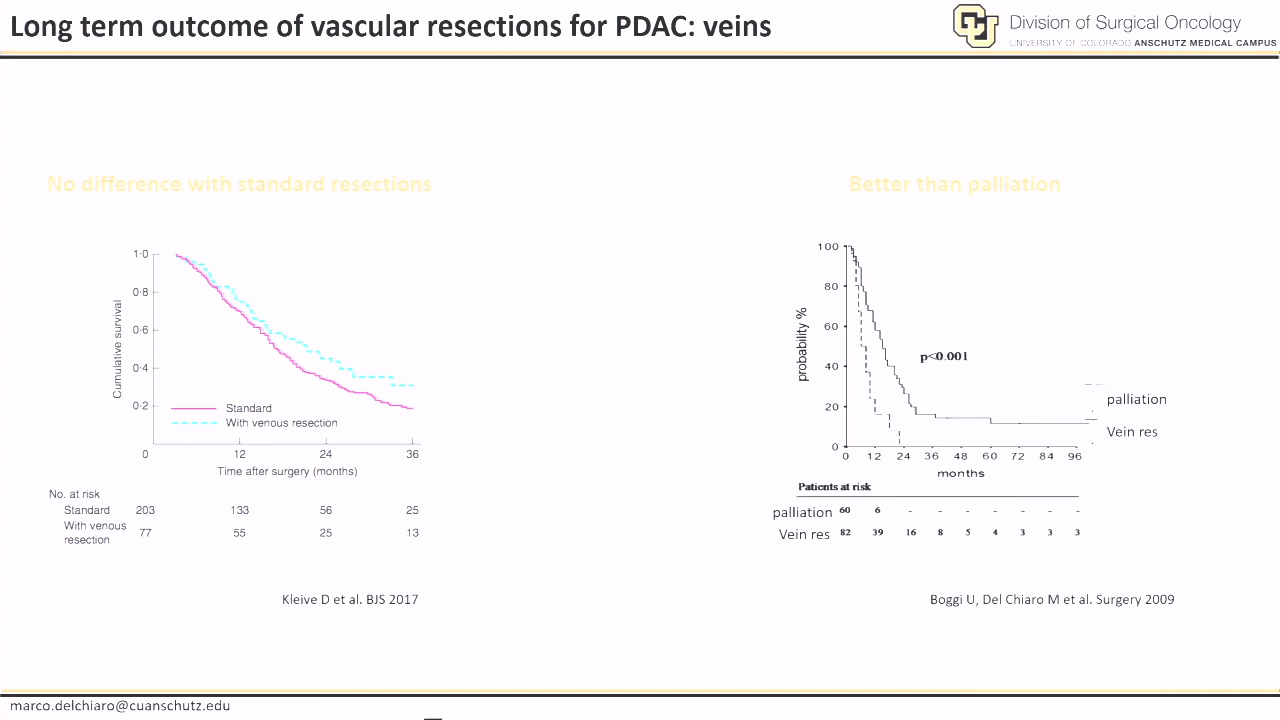 Long term outcome of vascular resections for PDAC: veins
Division of Surgical Oncology
UNIVERSITY OF COLORADO ANSCHUTZ MEDICAL CAMPUS
No difference with standard resections
1·0
0·8
0·6
0·4
0·2
0
12
24
36
Cumulative survival
Standard
With venous resection
Time after surgery (months)
No. at risk
Standard 203 133 56 25
With venous
resection 77 55 25 13
Kleive D et al. BJS 2017
Better than palliation
100
80
60
40
20
0
probability %
p<0.001
palliation
Vein res
0 12 24 36 48 60 72 84 96
months
Patients at risk
palliation 60 6 - - - - - - -
Vein res 82 39 16 8 5 4 3 3 3
Boggi U, Del Chiaro M et al. Surgery 2009
marco.delchiaro@cuanschutz.edu